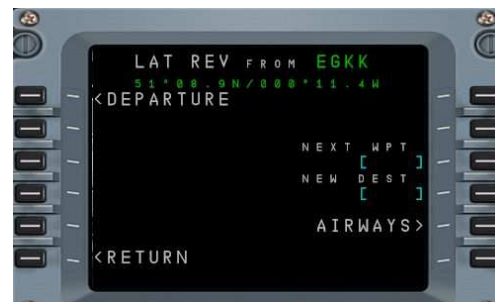 LAT REV FROM EGKK
51°08.9N/000°11.4W
<DEPARTURE
NEXT WPT
[ ]
NEW DEST
[ ]
AIRWAYS>
<RETURN